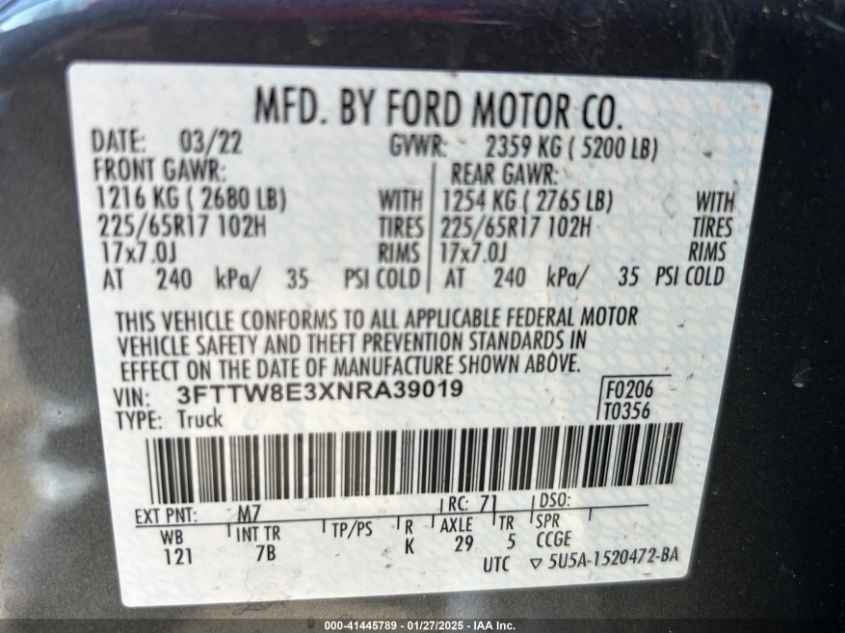 MFD. BY FORD MOTOR CO.
DATE: 03/22 GVWR: 2359 KG ( 5200 LB)
FRONT GAWR: REAR GAWR:
1216 KG ( 2680 LB) WITH 1254 KG ( 2765 LB) WITH
225/65R17 102H TIRES 225/65R17 102H TIRES
17x7.0J RIMS 17x7.0J RIMS
AT 240 kPa/ 35 PSI COLD AT 240 kPa/ 35 PSI COLD
THIS VEHICLE CONFORMS TO ALL APPLICABLE FEDERAL MOTOR
VEHICLE SAFETY AND THEFT PREVENTION STANDARDS IN
EFFECT ON THE DATE OF MANUFACTURE SHOWN ABOVE.
VIN: 3FTTW8E3XNRA39019 F0206
TYPE: Truck T0356
EXT PNT: M7 RC: 71 DSO:
WB INT TR TP/PS R AXLE TR SPR
121 7B K 29 5 CCGE
UTC ▽ 5U5A-1520472-BA
000-41445789 - 01/27/2025 - IAA Inc.